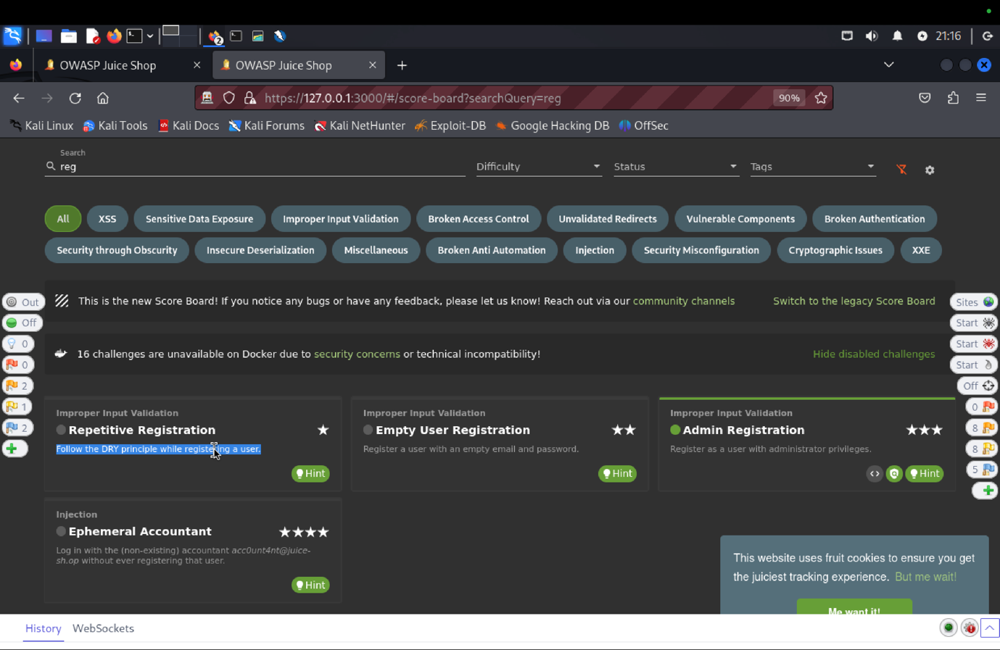 21:16
2
OWASP Juice Shop
OWASP Juice Shop
https://127.0.0.1:3000/#/score-board?searchQuery=reg
90%
Kali Linux Kali Tools Kali Docs Kali Forums Kali NetHunter Exploit-DB Google Hacking DB OffSec
Search
reg
Difficulty Status Tags
All XSS Sensitive Data Exposure Improper Input Validation Broken Access Control Unvalidated Redirects Vulnerable Components Broken Authentication
Security through Obscurity Insecure Deserialization Miscellaneous Broken Anti Automation Injection Security Misconfiguration Cryptographic Issues XXE
This is the new Score Board! If you notice any bugs or have any feedback, please let us know! Reach out via our community channels Switch to the legacy Score Board
16 challenges are unavailable on Docker due to security concerns or technical incompatibility! Hide disabled challenges
Out
Off
0
0
2
1
2
Sites
Start
Start
Start
Off
0
8
8
5
Improper Input Validation
Repetitive Registration
Follow the DRY principle while registering a user.
Hint
Improper Input Validation
Empty User Registration
Register a user with an empty email and password.
Hint
Improper Input Validation
Admin Registration
Register as a user with administrator privileges.
<> Hint
Injection
Ephemeral Accountant
Log in with the (non-existing) accountant acc0unt4nt@juice-
sh.op without ever registering that user.
Hint
This website uses fruit cookies to ensure you get
the juiciest tracking experience. But me wait!
Me want it!
History WebSockets